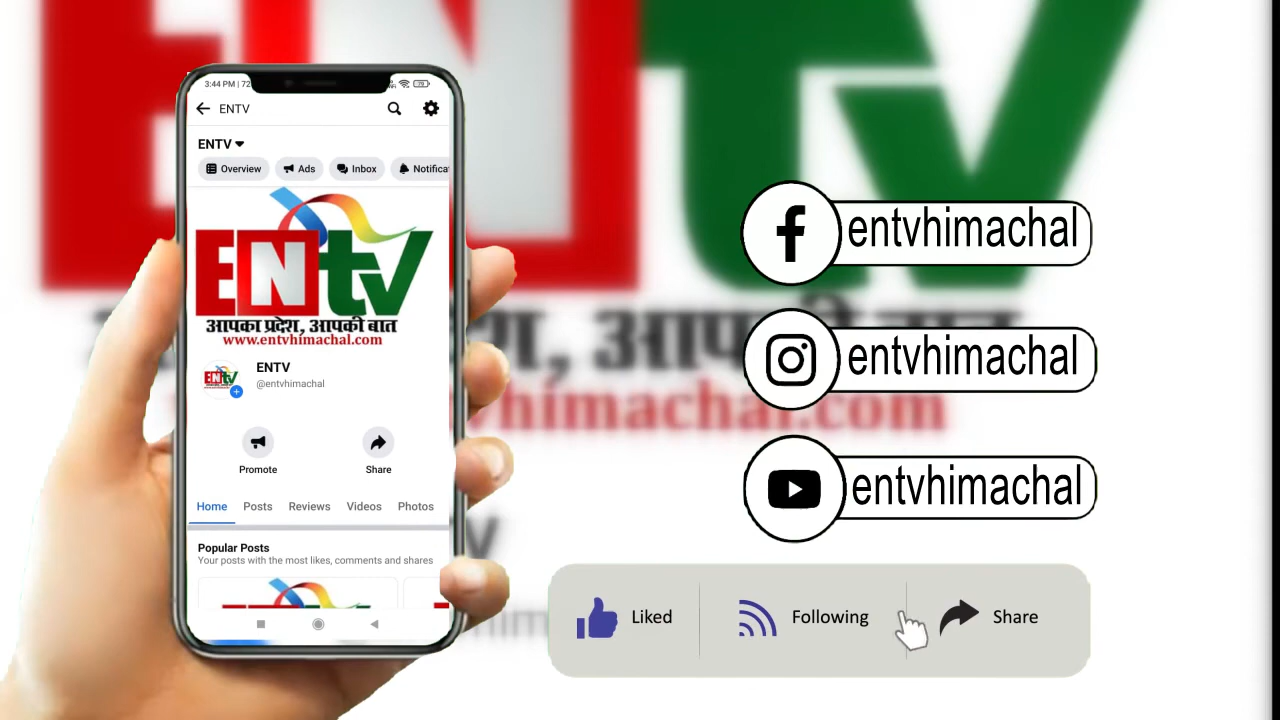 3:44 PM | 72
79
ENTV
ENTV
Overview
Ads
Inbox
Notifica
ENtv
आपका प्रदेश, आपकी बात
www.entvhimachal.com
ENTV
@entvhimachal
Promote
Share
Home
Posts
Reviews
Videos
Photos
Popular Posts
Your posts with the most likes, comments and shares
entvhimachal
entvhimachal
entvhimachal
Liked
Following
Share